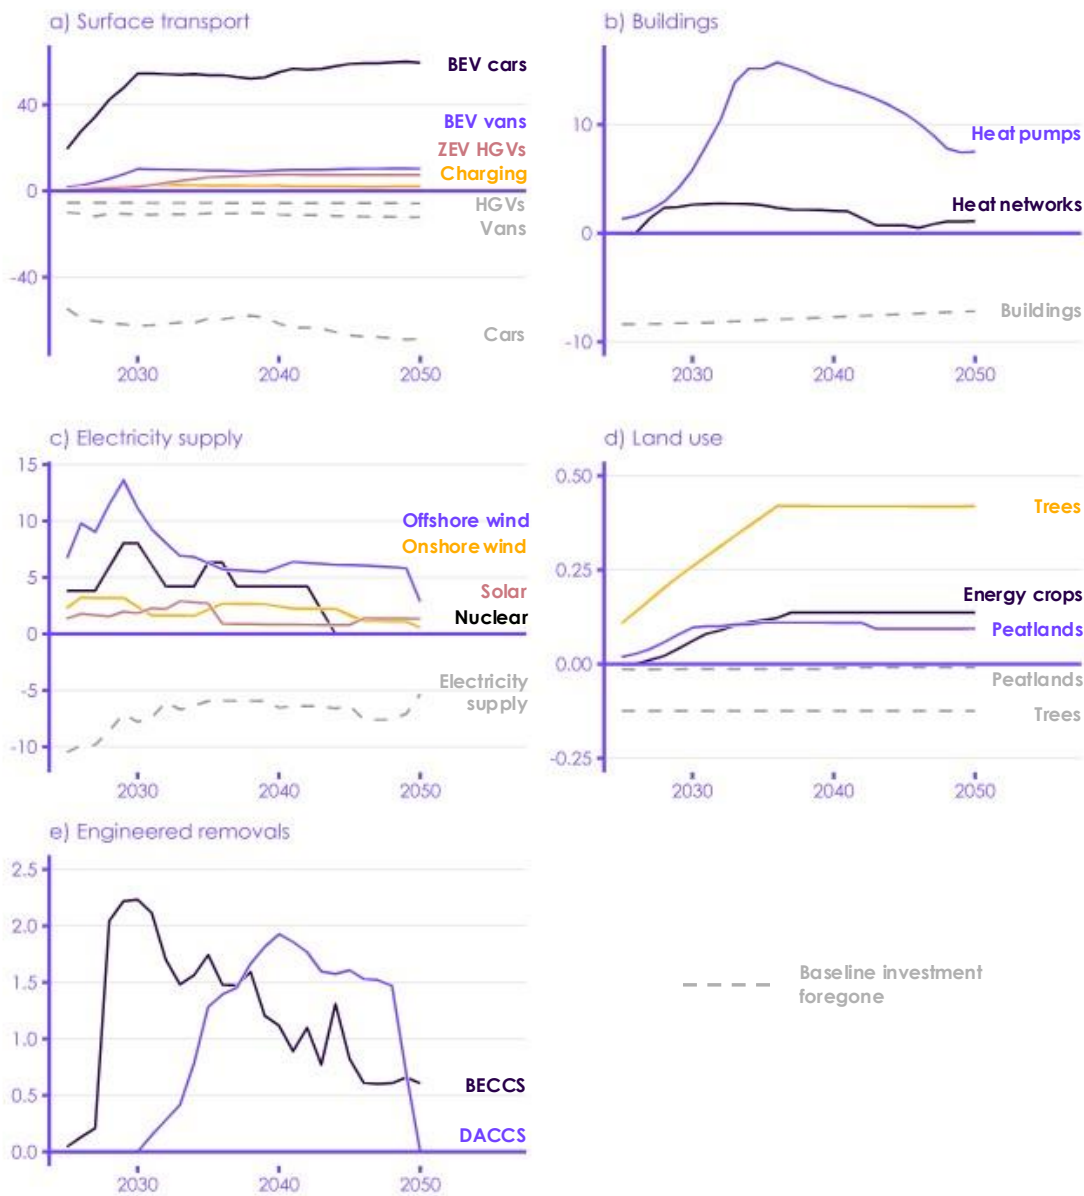 a) Surface transport
BEV cars
40
BEV vans
ZEV HGVs
Charging
0
HGVs
Vans
-40
Cars
2030 2040 2050
b) Buildings
10
Heat pumps
Heat networks
0
Buildings
-10
2030 2040 2050
c) Electricity supply
15
10
Offshore wind
Onshore wind
5
Solar
Nuclear
0
Electricity
supply
-5
-10
2030 2040 2050
d) Land use
0.50
Trees
0.25
Energy crops
Peatlands
0.00
Peatlands
Trees
-0.25
2030 2040 2050
e) Engineered removals
2.5
2.0
1.5
1.0
BECCS
0.5
DACCS
0.0
2030 2040 2050
Baseline investment
foregone